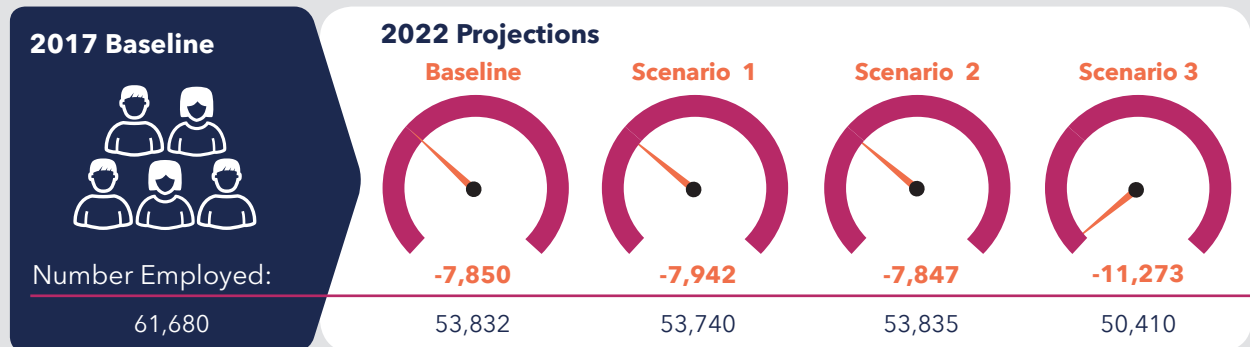 2017 Baseline
2022 Projections
Baseline
Scenario 1
Scenario 2
Scenario 3
Number Employed:
-7,850
-7,942
-7,847
-11,273
61,680
53,832
53,740
53,835
50,410